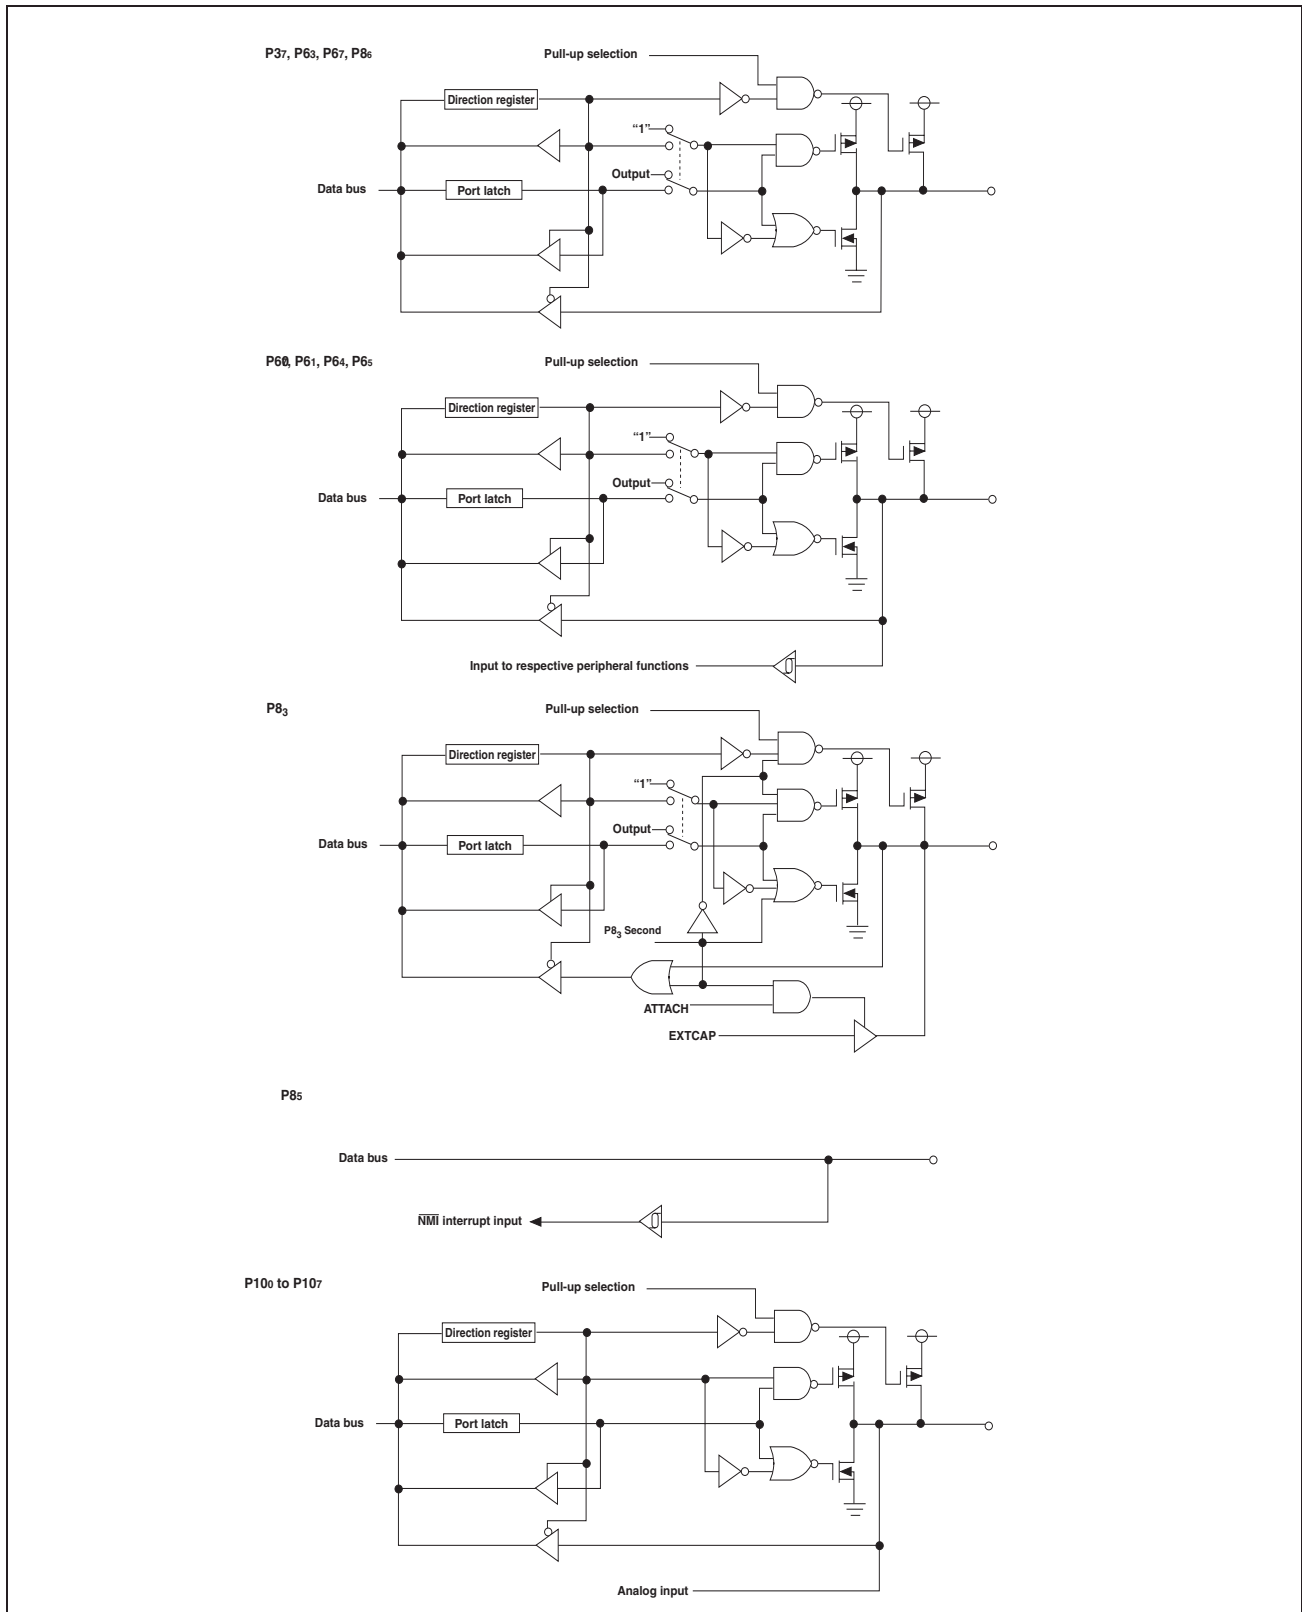 P37, P63, P67, P86
Pull-up selection
Direction register
"1"
Output
Data bus
Port latch
P61, P64, P65
Pull-up selection
Direction register
"1"
Output
Data bus
Port latch
Input to respective peripheral functions
P83
Pull-up selection
Direction register
"1"
Output
Data bus
Port latch
P83 Second
ATTACH
EXTCAP
P85
Data bus
NMI interrupt input
P100 to P107
Pull-up selection
Direction register
Data bus
Port latch
Analog input